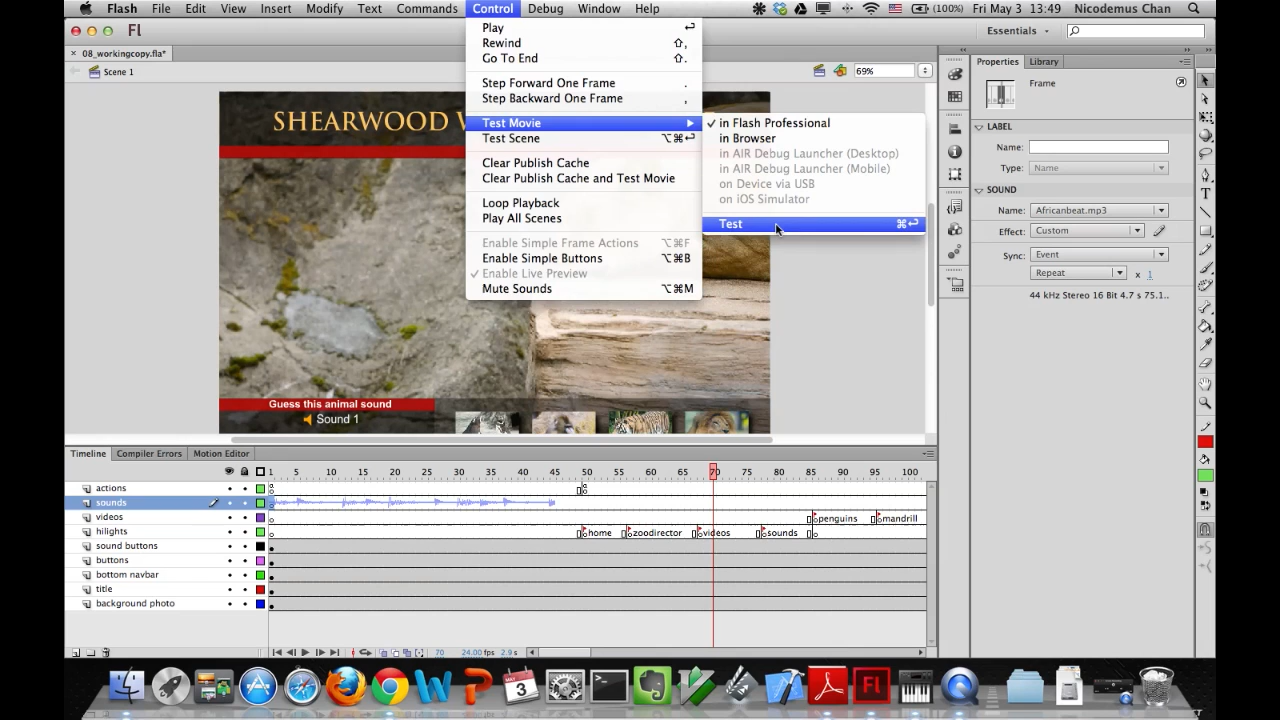 Flash File Edit View Insert Modify Text Commands Control Debug Window Help (100%) Fri May 3 13:49 Nicodemus Chan
Fl Essentials
08_workingcopy.fla*
Scene 1 69%
Play
Rewind ⇧,
Go To End ⇧.
Step Forward One Frame .
Step Backward One Frame ,
Test Movie
Test Scene ⌥⌘↩
Clear Publish Cache
Clear Publish Cache and Test Movie
Loop Playback
Play All Scenes
Enable Simple Frame Actions ⌥⌘F
Enable Simple Buttons ⌥⌘B
✓ Enable Live Preview
Mute Sounds ⌥⌘M
✓ in Flash Professional
in Browser
in AIR Debug Launcher (Desktop)
in AIR Debug Launcher (Mobile)
on Device via USB
on iOS Simulator
Test ⌘↩
SHEARWOOD
Guess this animal sound
Sound 1
Properties Library
Frame
LABEL
Name:
Type: Name
SOUND
Name: Africanbeat.mp3
Effect: Custom
Sync: Event
Repeat x 1
44 kHz Stereo 16 Bit 4.7 s 75.1..
Timeline Compiler Errors Motion Editor
1 5 10 15 20 25 30 35 40 45 50 55 60 65 70 75 80 85 90 95 100
actions
sounds
videos penguins mandrill
hilights home zoodirector videos sounds
sound buttons
buttons
bottom navbar
title
background photo
70 24.00 fps 2.9 s
MAY
3
Fl